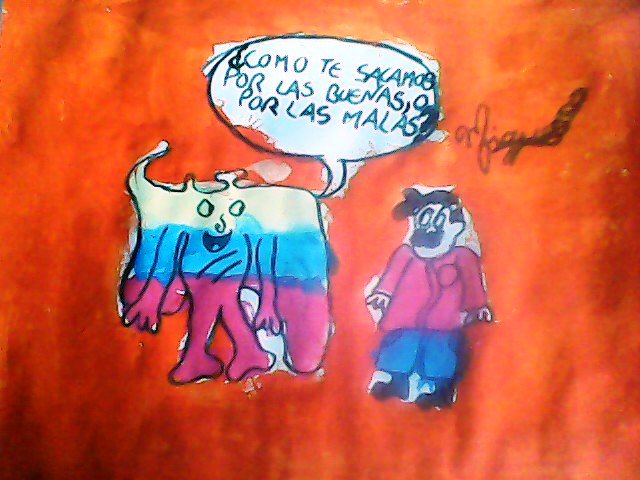 ¿COMO TE SACAMOS
POR LAS BUENAS, O
POR LAS MALAS?